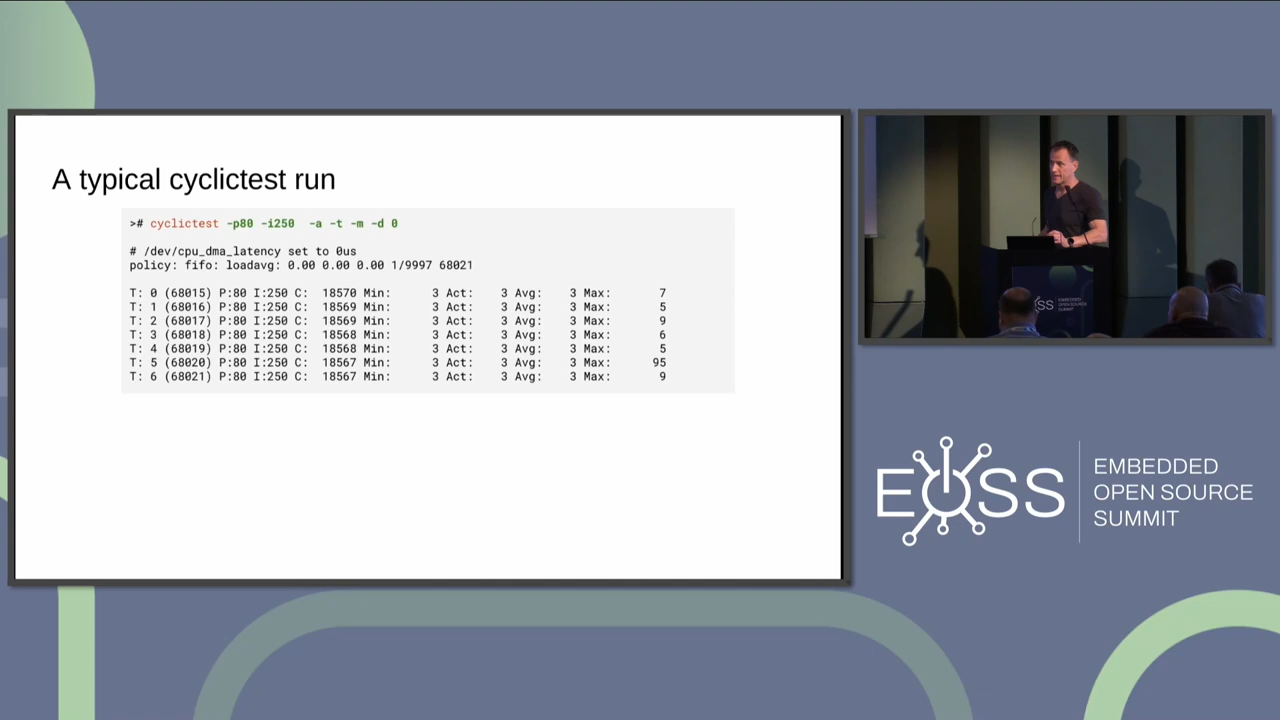 A typical cyclictest run
># cyclictest -p80 -i250  -a -t -m -d 0
# /dev/cpu_dma_latency set to 0us
policy: fifo: loadavg: 0.00 0.00 0.00 1/9997 68021
T: 0 (68015) P:80 I:250 C:  18570 Min:      3 Act:    3 Avg:    3 Max:       7
T: 1 (68016) P:80 I:250 C:  18569 Min:      3 Act:    3 Avg:    3 Max:       5
T: 2 (68017) P:80 I:250 C:  18569 Min:      3 Act:    3 Avg:    3 Max:       9
T: 3 (68018) P:80 I:250 C:  18568 Min:      3 Act:    3 Avg:    3 Max:       6
T: 4 (68019) P:80 I:250 C:  18568 Min:      3 Act:    3 Avg:    3 Max:       5
T: 5 (68020) P:80 I:250 C:  18567 Min:      3 Act:    3 Avg:    3 Max:      95
T: 6 (68021) P:80 I:250 C:  18567 Min:      3 Act:    3 Avg:    3 Max:       9
EMBEDDED
OPEN SOURCE
SUMMIT
EOSS
EMBEDDED
OPEN SOURCE
SUMMIT